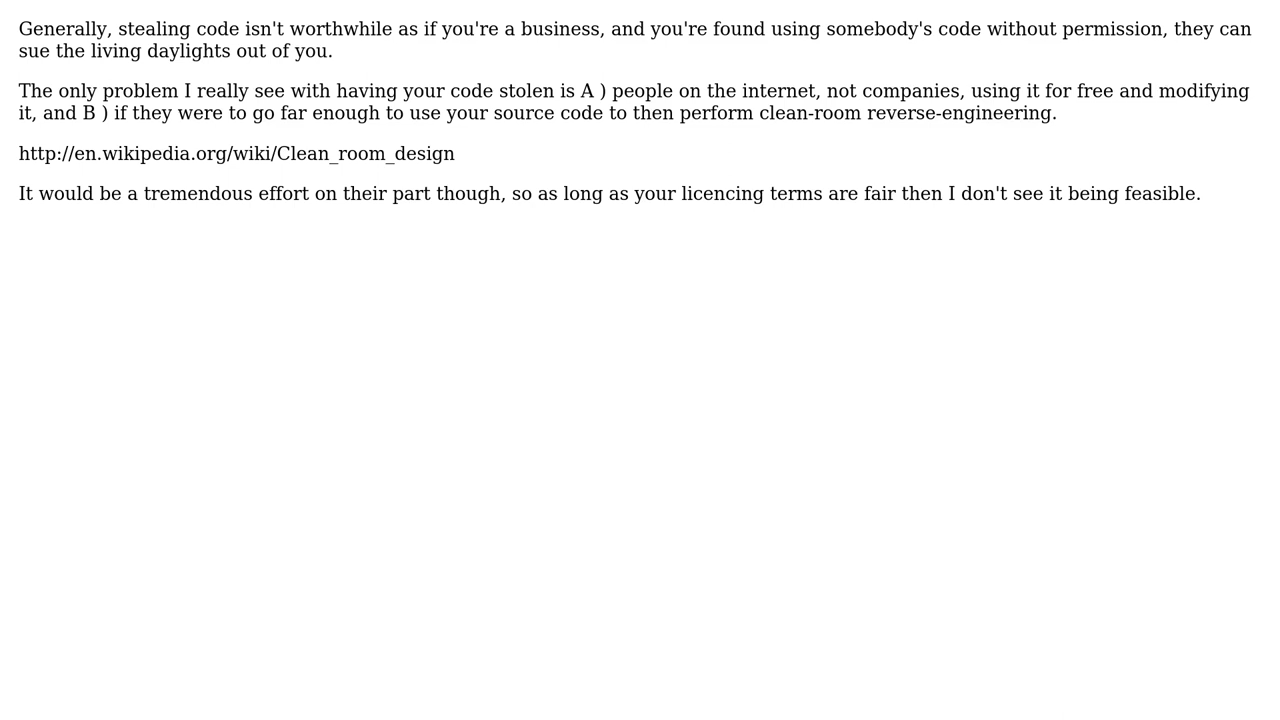 Generally, stealing code isn't worthwhile as if you're a business, and you're found using somebody's code without permission, they can
sue the living daylights out of you.
The only problem I really see with having your code stolen is A ) people on the internet, not companies, using it for free and modifying
it, and B ) if they were to go far enough to use your source code to then perform clean-room reverse-engineering.
http://en.wikipedia.org/wiki/Clean_room_design
It would be a tremendous effort on their part though, so as long as your licencing terms are fair then I don't see it being feasible.